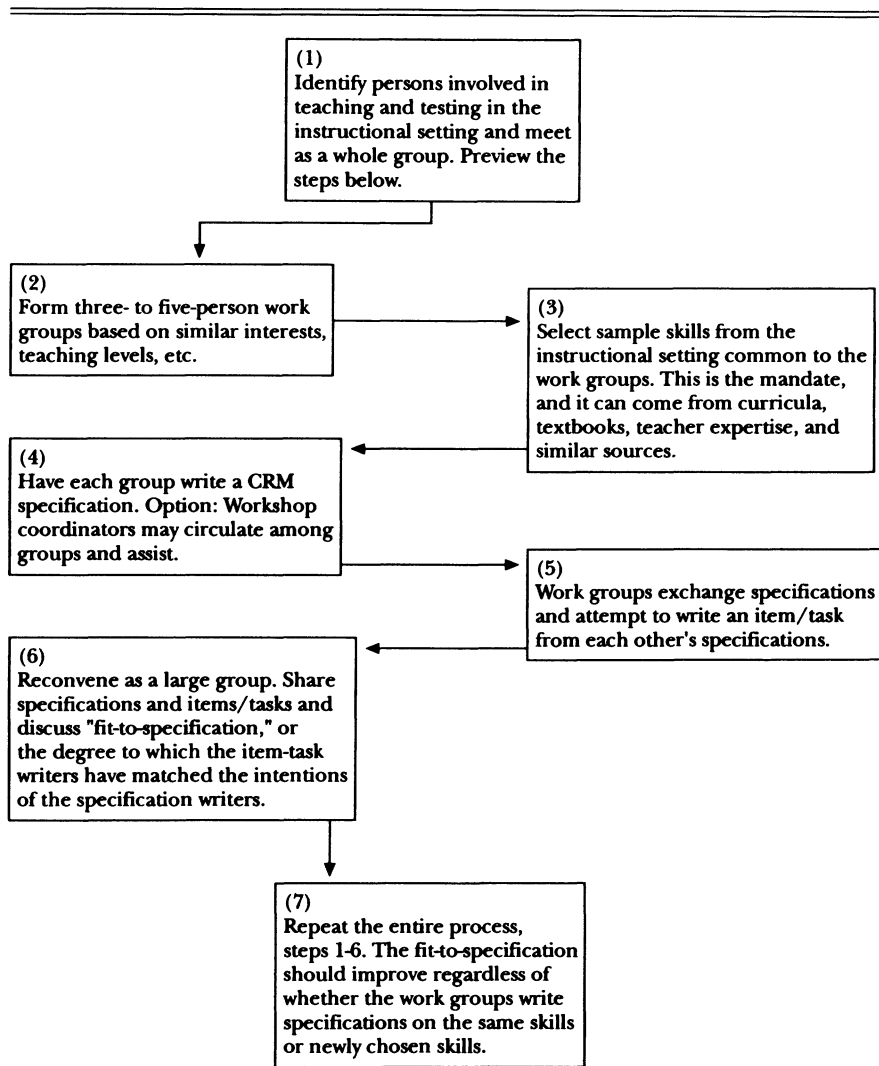 (1)
Identify persons involved in
teaching and testing in the
instructional setting and meet
as a whole group. Preview the
steps below.
(2)
Form three- to five-person work
groups based on similar interests,
teaching levels, etc.
(3)
Select sample skills from the
instructional setting common to the
work groups. This is the mandate,
and it can come from curricula,
textbooks, teacher expertise, and
similar sources.
(4)
Have each group write a CRM
specification. Option: Workshop
coordinators may circulate among
groups and assist.
(5)
Work groups exchange specifications
and attempt to write an item/task
from each other's specifications.
(6)
Reconvene as a large group. Share
specifications and items/tasks and
discuss "fit-to-specification," or
the degree to which the item-task
writers have matched the intentions
of the specification writers.
(7)
Repeat the entire process,
steps 1-6. The fit-to-specification
should improve regardless of
whether the work groups write
specifications on the same skills
or newly chosen skills.